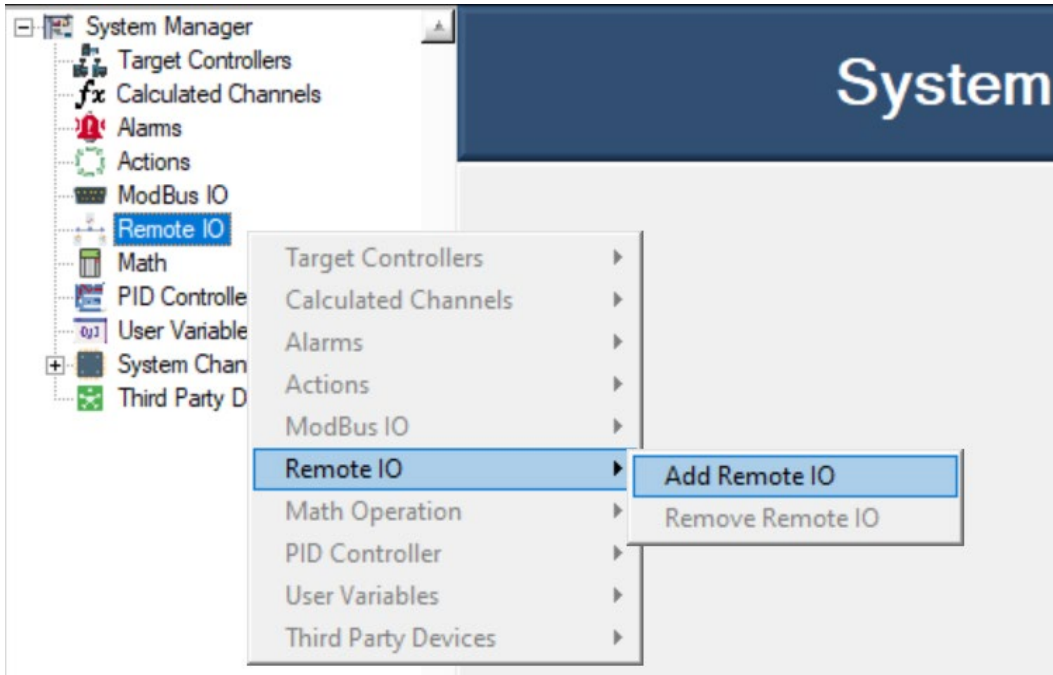 System Manager
Target Controllers
fx Calculated Channels
Alarms
Actions
ModBus IO
Remote IO
Math
PID Controlle
User Variable
System Chan
Third Party D
System
Target Controllers
Calculated Channels
Alarms
Actions
ModBus IO
Remote IO
Math Operation
PID Controller
User Variables
Third Party Devices
Add Remote IO
Remove Remote IO